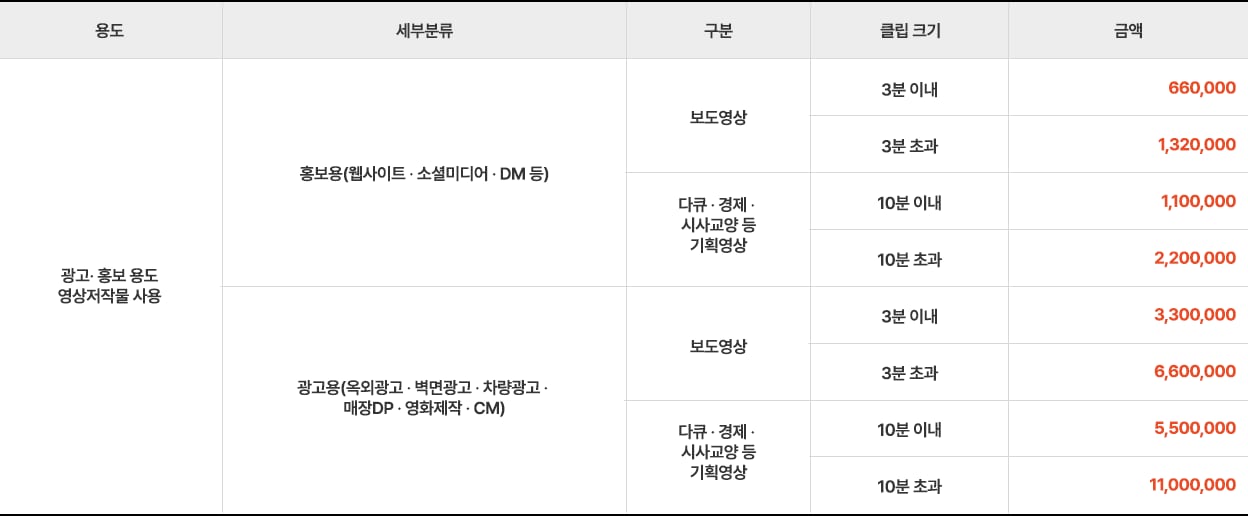 용도 세부분류 구분 클립 크기 금액
광고· 홍보 용도
영상저작물 사용
홍보용(웹사이트 · 소셜미디어 · DM 등)
보도영상
3분 이내 660,000
3분 초과 1,320,000
다큐 · 경제 ·
시사교양 등
기획영상
10분 이내 1,100,000
10분 초과 2,200,000
광고용(옥외광고 · 벽면광고 · 차량광고 ·
매장DP · 영화제작 · CM)
보도영상
3분 이내 3,300,000
3분 초과 6,600,000
다큐 · 경제 ·
시사교양 등
기획영상
10분 이내 5,500,000
10분 초과 11,000,000